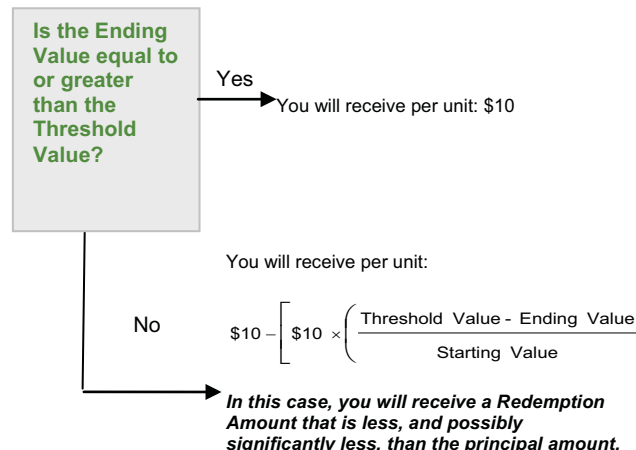 Is the Ending
Value equal to
or greater
than the
Threshold
Value?
Yes
You will receive per unit: $10
You will receive per unit:
No
$10 − [ $10 × ( Threshold Value - Ending Value
Starting Value
In this case, you will receive a Redemption
Amount that is less, and possibly
significantly less, than the principal amount.